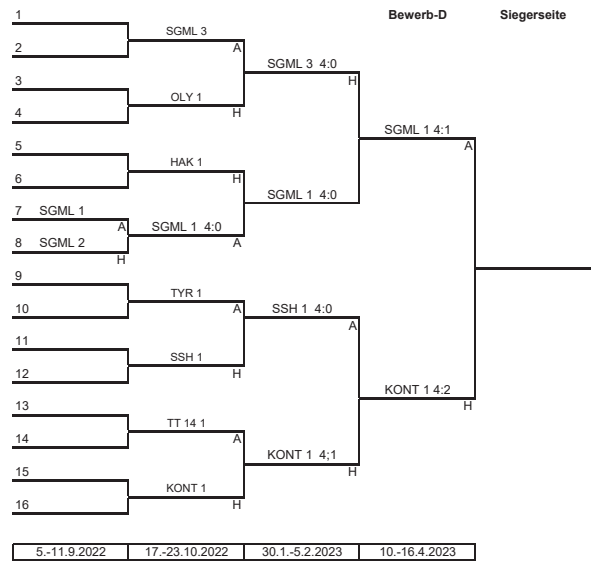 1 Bewerb-D Siegerseite
SGML 3
2 A
SGML 3 4:0
3 H
OLY 1
4 H
SGML 1 4:1
5 A
HAK 1
6 H
SGML 1 4:0
7 SGML 1
A SGML 1 4:0
8 SGML 2 A
H
9
TYR 1
10 A SSH 1 4:0
A
11
SSH 1
12 H
KONT 1 4:2
13 H
TT 14 1
14 A
KONT 1 4;1
15 H
KONT 1
16 H
5.-11.9.2022 17.-23.10.2022 30.1.-5.2.2023 10.-16.4.2023